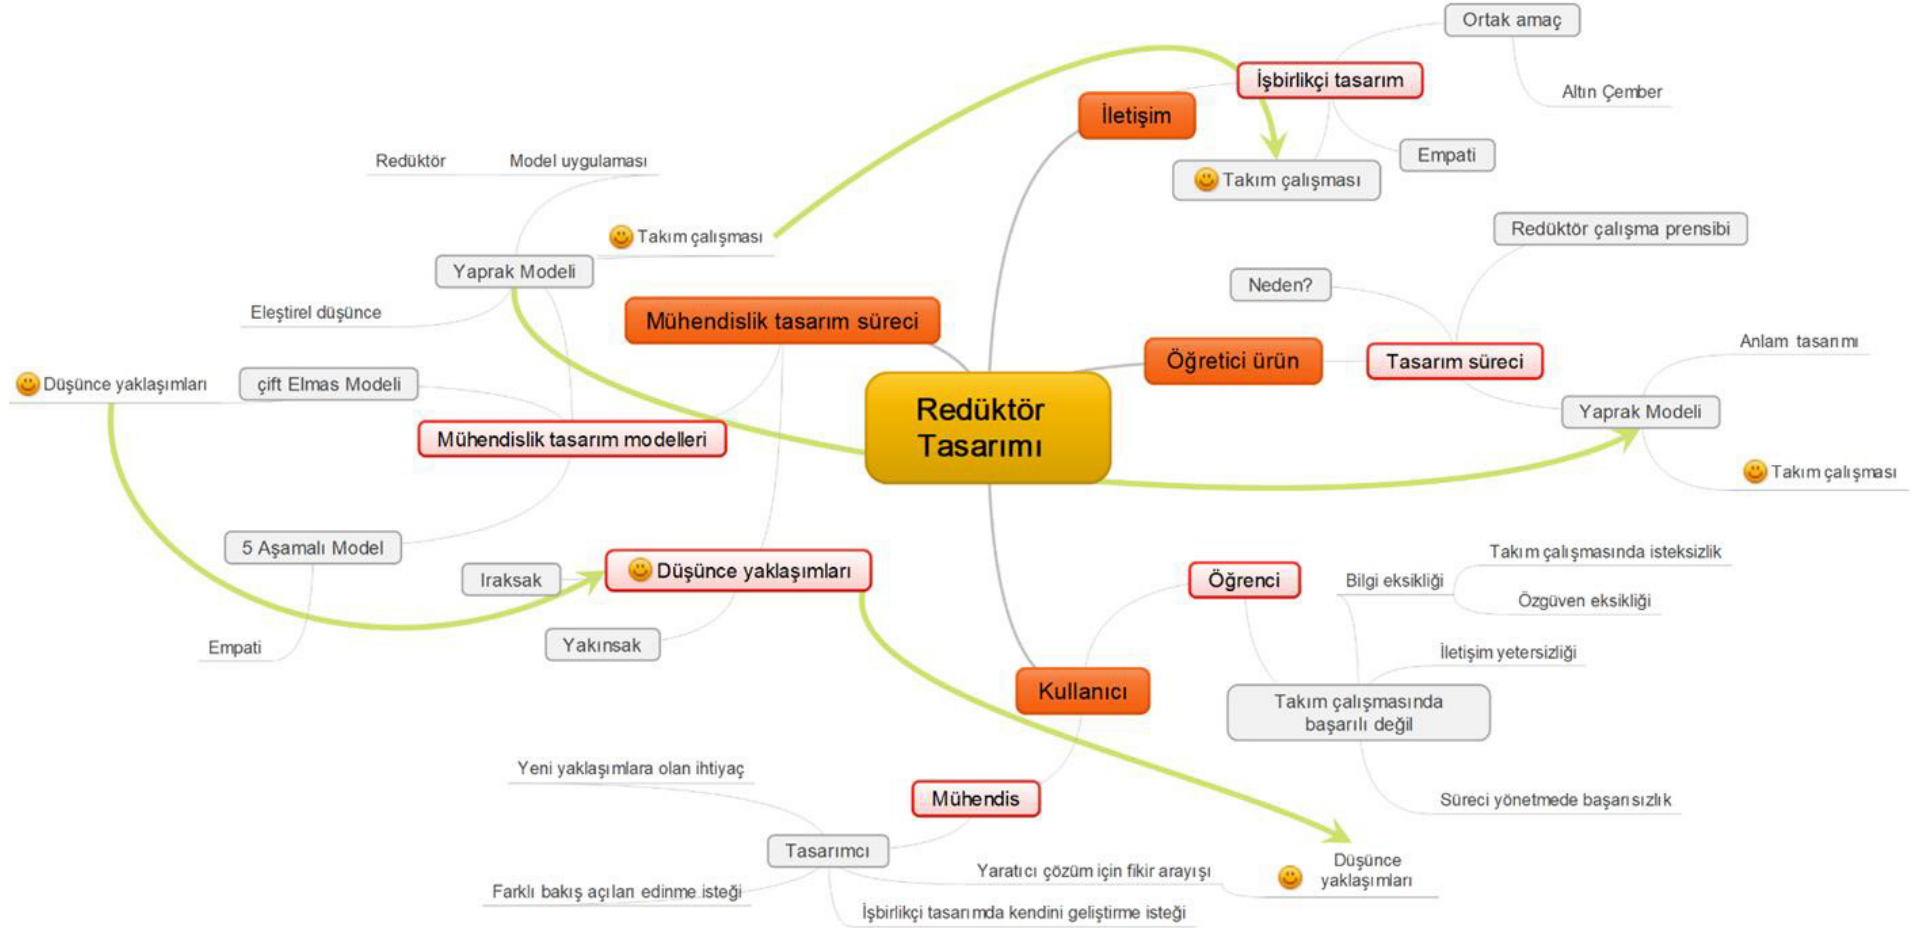 Ortak amaç
Altın Çember
İşbirlikçi tasarım
İletişim
Empati
Takım çalışması
Redüktör
Model uygulaması
Takım çalışması
Yaprak Modeli
Eleştirel düşünce
Mühendislik tasarım süreci
Düşünce yaklaşımları
çift Elmas Modeli
Mühendislik tasarım modelleri
5 Aşamalı Model
Empati
Iraksak
Düşünce yaklaşımları
Yakınsak
Redüktör
Tasarımı
Redüktör çalışma prensibi
Neden?
Öğretici ürün
Tasarım süreci
Anlam tasarımı
Yaprak Modeli
Takım çalışması
Öğrenci
Bilgi eksikliği
Takım çalışmasında isteksizlik
Özgüven eksikliği
İletişim yetersizliği
Takım çalışmasında
başarılı değil
Süreci yönetmede başarısızlık
Kullanıcı
Mühendis
Yeni yaklaşımlara olan ihtiyaç
Tasarımcı
Farklı bakış açıları edinme isteği
Yaratıcı çözüm için fikir arayışı
İşbirlikçi tasarımda kendini geliştirme isteği
Düşünce
yaklaşımları